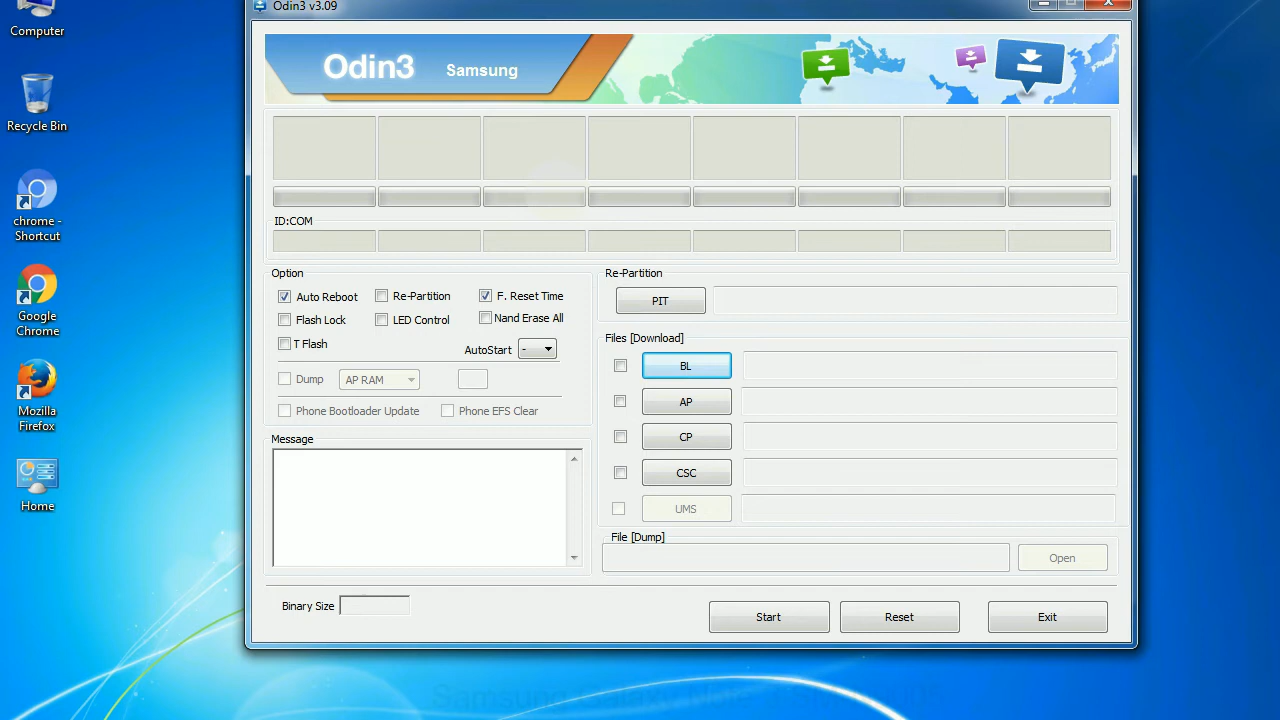 Odin3 v3.09
Computer
Recycle Bin
chrome -
Shortcut
Google
Chrome
Mozilla
Firefox
Home
Odin3 Samsung
ID:COM
Option
Auto Reboot Re-Partition F. Reset Time
Flash Lock LED Control Nand Erase All
T Flash AutoStart -
Dump AP RAM
Phone Bootloader Update Phone EFS Clear
Message
Re-Partition
PIT
Files [Download]
BL
AP
CP
CSC
UMS
File [Dump]
Open
Binary Size
Start Reset Exit
Samsung Galaxy Note